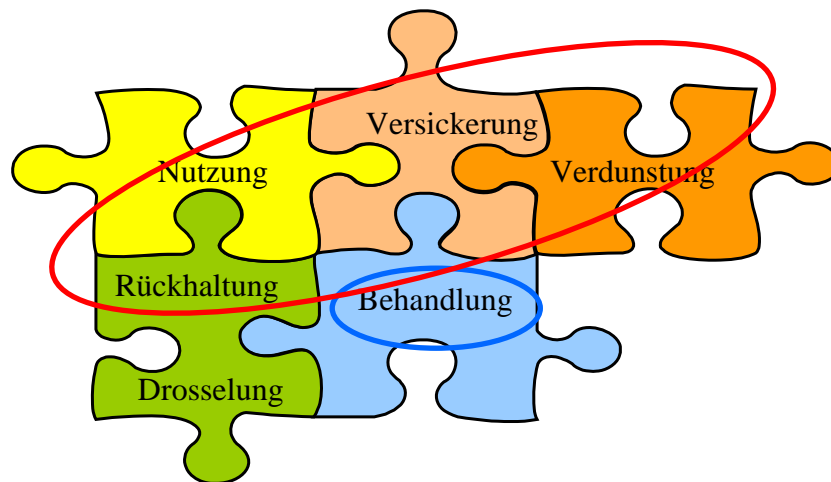 Versickerung
Nutzung
Verdunstung
Rückhaltung
Behandlung
Drosselung